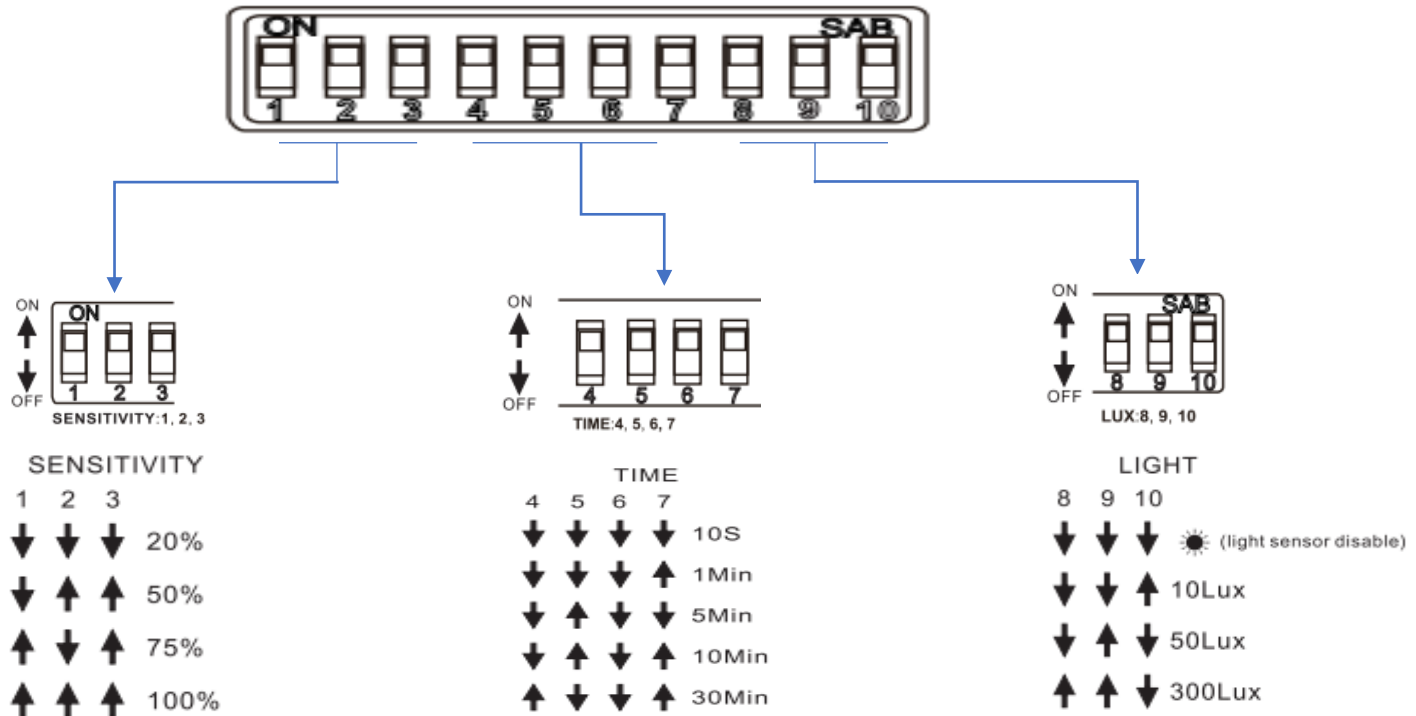 ON SAB
1 2 3 4 5 6 7 8 9 10
ON
OFF
ON
1 2 3
SENSITIVITY:1, 2, 3
SENSITIVITY
1 2 3
↓ ↓ ↓ 20%
↓ ↑ ↑ 50%
↑ ↓ ↑ 75%
↑ ↑ ↑ 100%
ON
OFF
4 5 6 7
TIME:4, 5, 6, 7
TIME
4 5 6 7
↓ ↓ ↓ ↓ 10S
↓ ↓ ↓ ↑ 1Min
↓ ↑ ↓ ↓ 5Min
↓ ↑ ↓ ↑ 10Min
↑ ↓ ↓ ↑ 30Min
ON
OFF
SAB
8 9 10
LUX:8, 9, 10
LIGHT
8 9 10
↓ ↓ ↓ (light sensor disable)
↓ ↓ ↑ 10Lux
↓ ↑ ↓ 50Lux
↑ ↑ ↓ 300Lux